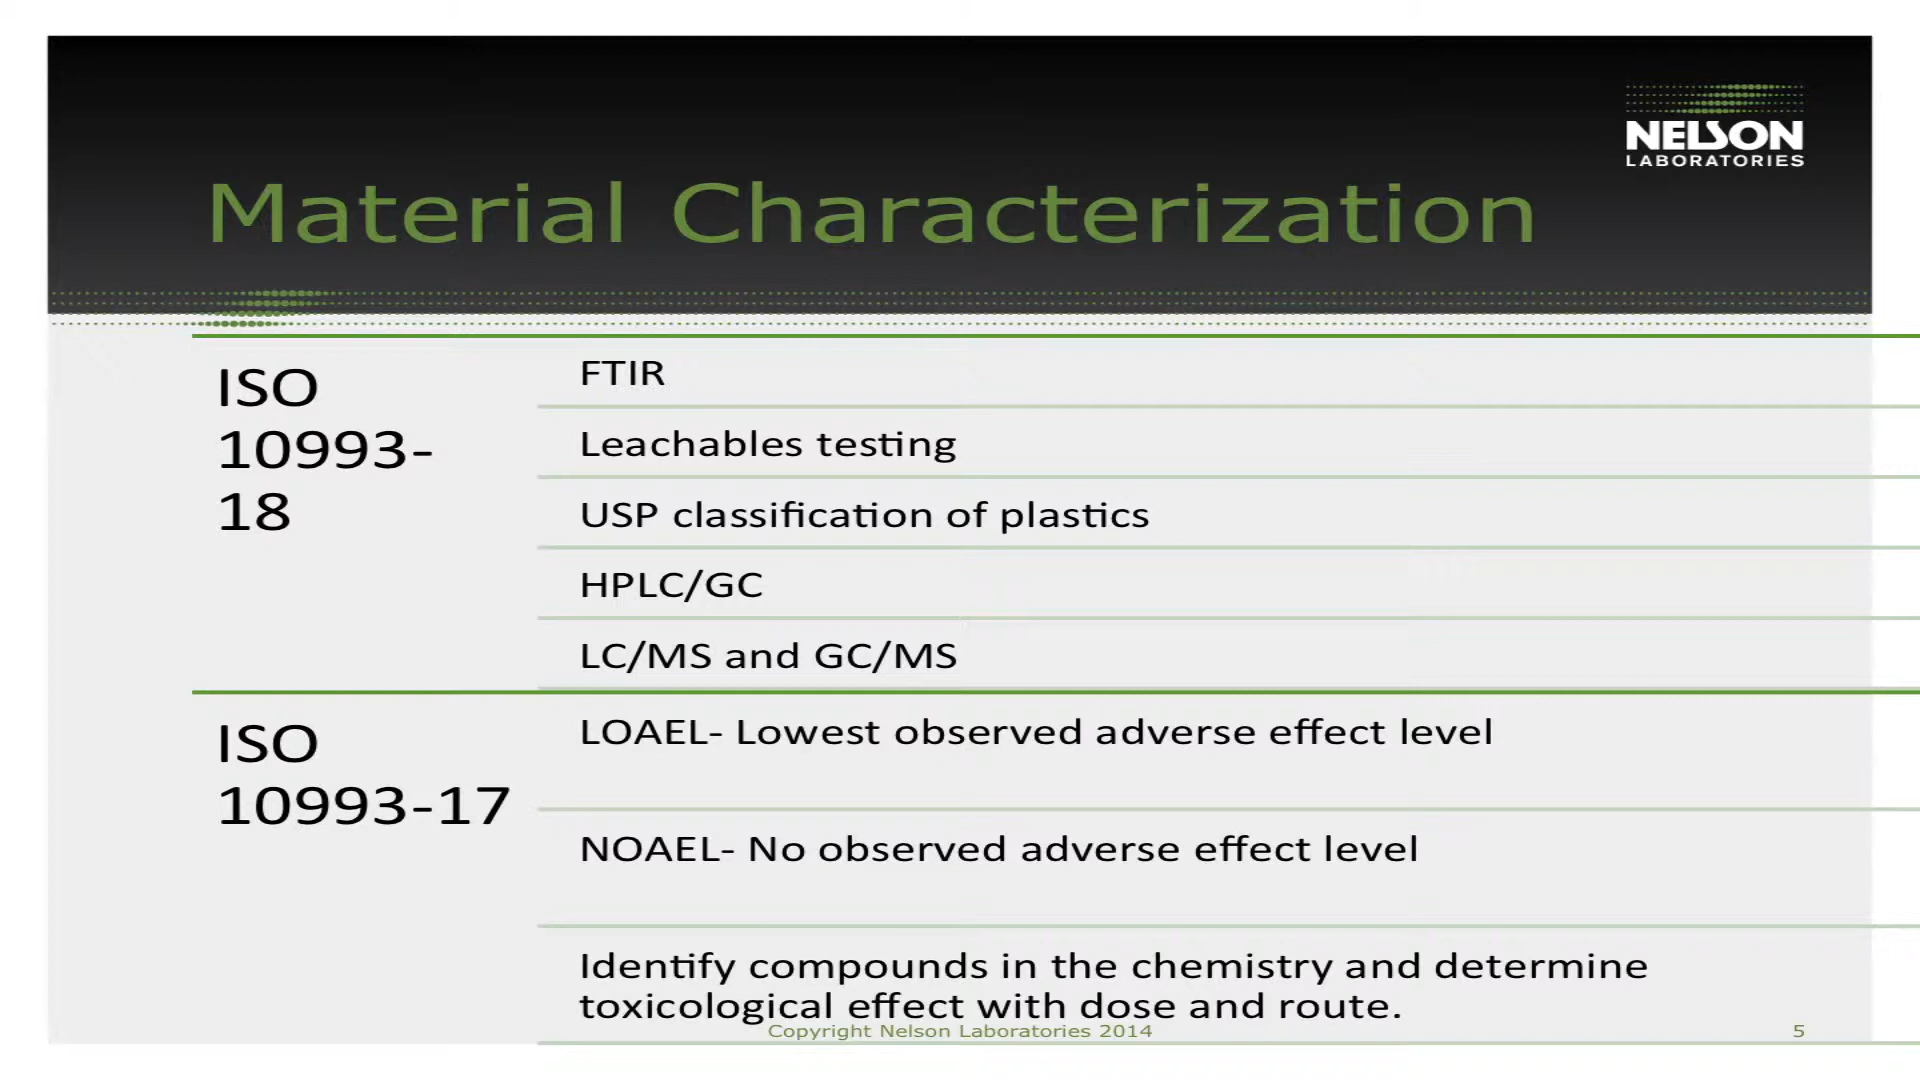 NELSON
LABORATORIES
Material Characterization
ISO
10993-
18
FTIR
Leachables testing
USP classification of plastics
HPLC/GC
LC/MS and GC/MS
ISO
10993-17
LOAEL- Lowest observed adverse effect level
NOAEL- No observed adverse effect level
Identify compounds in the chemistry and determine
toxicological effect with dose and route.
Copyright Nelson Laboratories 2014
5